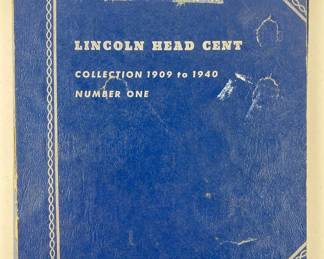 LINCOLN HEAD CENT
COLLECTION 1909 to 1940
NUMBER ONE